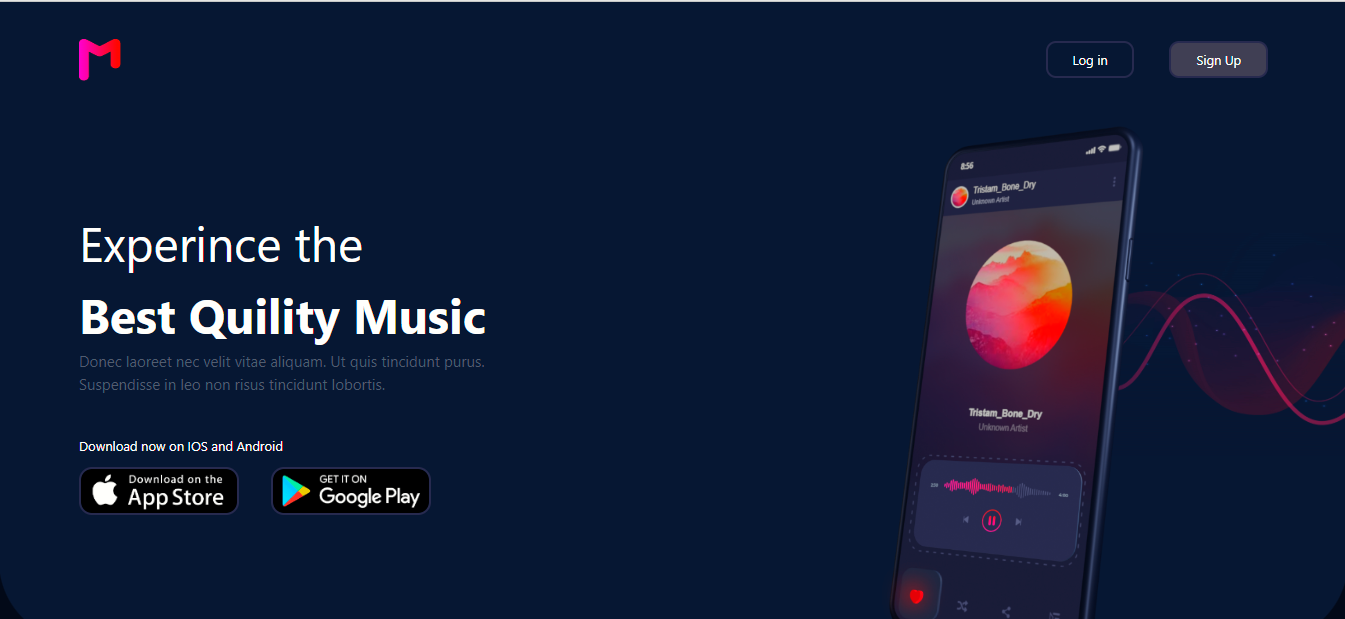 Log in
Sign Up
8:56
Tristam_Bone_Dry
Unknown Artist
Experince the
Best Quility Music
Donec laoreet nec velit vitae aliquam. Ut quis tincidunt purus.
Suspendisse in leo non risus tincidunt lobortis.
Tristam_Bone_Dry
Unknown Artist
Download now on IOS and Android
Download on the
App Store
GET IT ON
Google Play